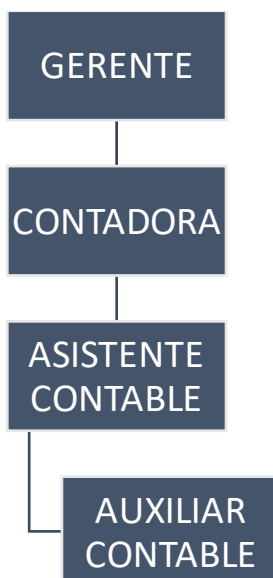 GERENTE
CONTADORA
ASISTENTE
CONTABLE
AUXILIAR
CONTABLE